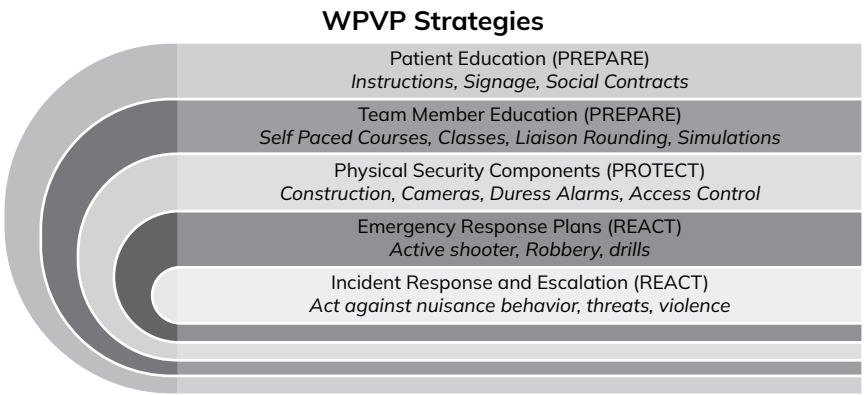 WPVP Strategies
Patient Education (PREPARE)
Instructions, Signage, Social Contracts
Team Member Education (PREPARE)
Self Paced Courses, Classes, Liaison Rounding, Simulations
Physical Security Components (PROTECT)
Construction, Cameras, Duress Alarms, Access Control
Emergency Response Plans (REACT)
Active shooter, Robbery, drills
Incident Response and Escalation (REACT)
Act against nuisance behavior, threats, violence